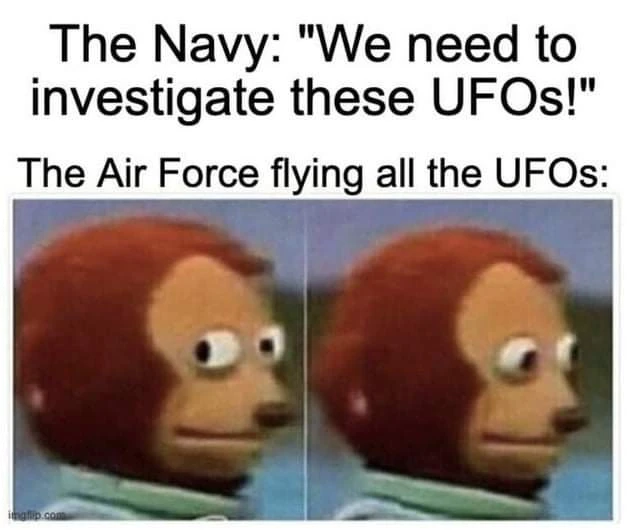 The Navy: "We need to
investigate these UFOs!"
The Air Force flying all the UFOs:
imgflip.com